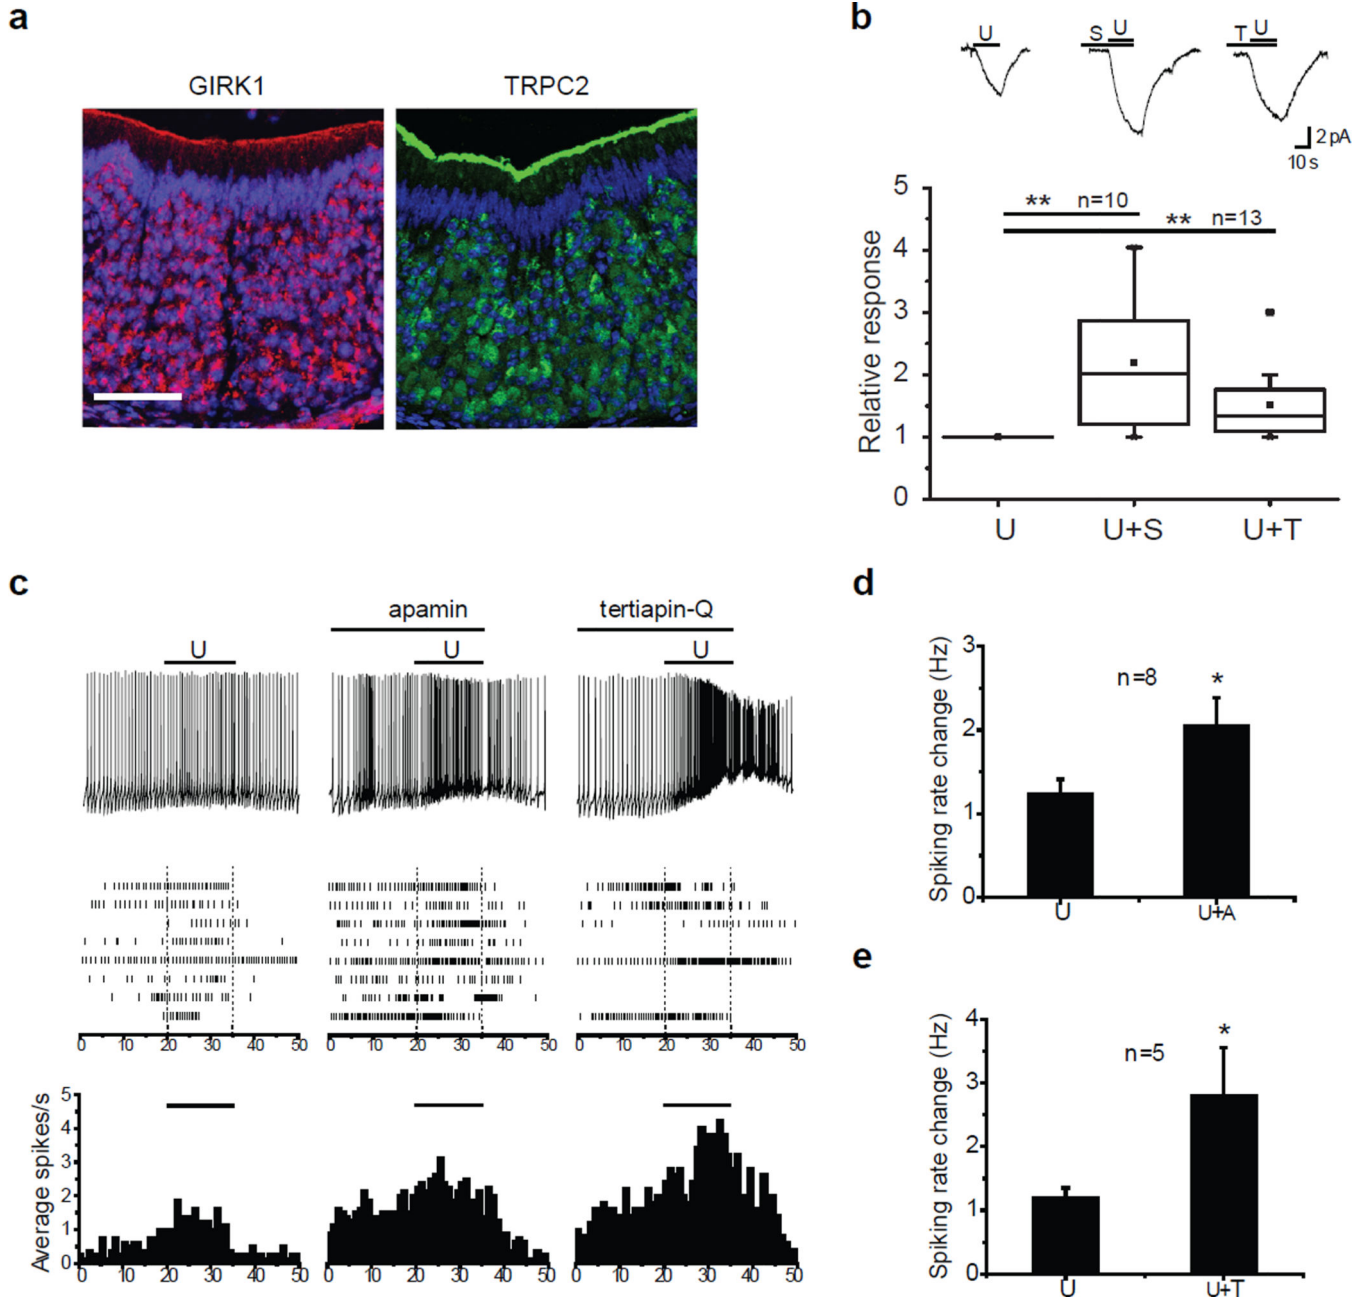 a
GIRK1 TRPC2
b
U S U T U
2 pA
10 s
5
4
3
2
1
0
Relative response
** n=10
** n=13
U U+S U+T
c
apamin tertiapin-Q
U U U
0 10 20 30 40 50 0 10 20 30 40 50 0 10 20 30 40 50
5
4
3
2
1
0
Average spikes/s
0 10 20 30 40 50 0 10 20 30 40 50 0 10 20 30 40 50
d
3
2
1
0
Spiking rate change (Hz)
n=8 *
U U+A
e
4
3
2
1
0
Spiking rate change (Hz)
n=5 *
U U+T